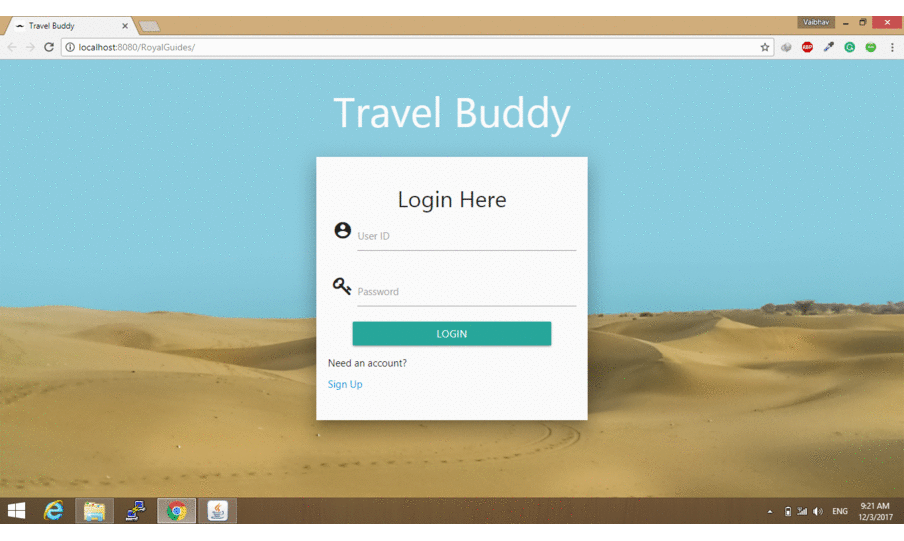 Travel Buddy
Vaibhav
localhost:8080/RoyalGuides/
ABP
Travel Buddy
Login Here
User ID
Password
LOGIN
Need an account?
Sign Up
ENG
9:21 AM
12/3/2017